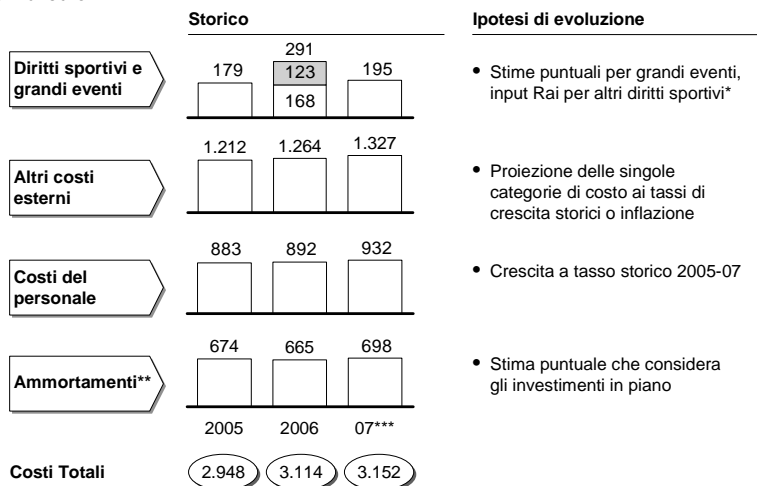 Storico
Ipotesi di evoluzione
Diritti sportivi e
grandi eventi
179
291
123
168
195
• Stime puntuali per grandi eventi,
input Rai per altri diritti sportivi*
Altri costi
esterni
1.212
1.264
1.327
• Proiezione delle singole
categorie di costo ai tassi di
crescita storici o inflazione
Costi del
personale
883
892
932
• Crescita a tasso storico 2005-07
Ammortamenti**
674
665
698
• Stima puntuale che considera
gli investimenti in piano
2005
2006
07***
Costi Totali
2.948
3.114
3.152